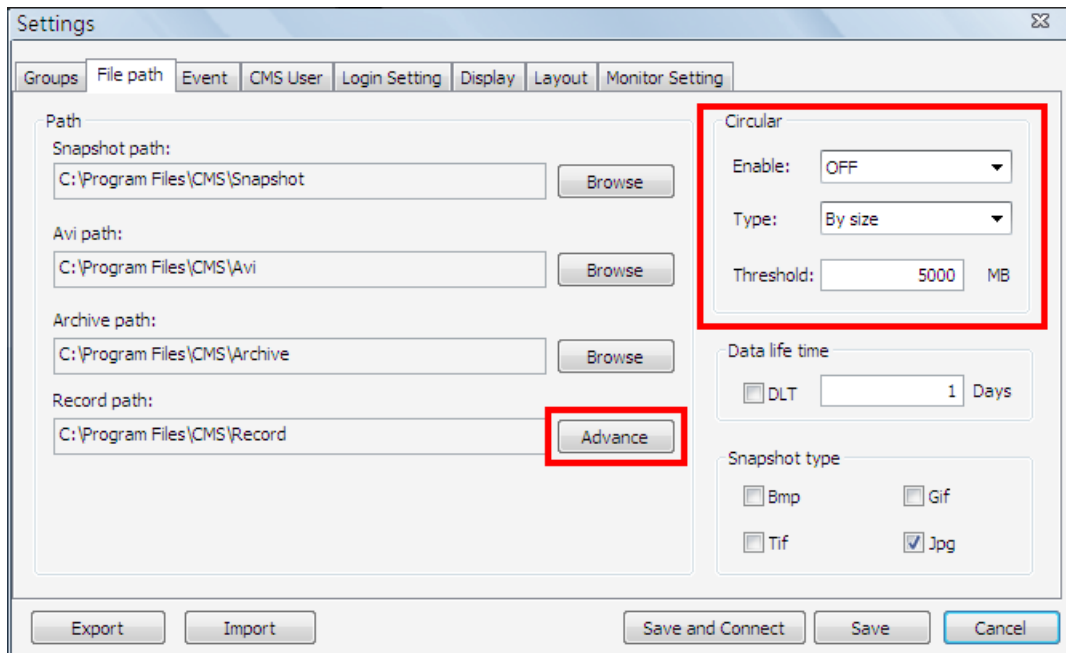 Settings
Groups File path Event CMS User Login Setting Display Layout Monitor Setting
Path
Snapshot path:
C:\Program Files\CMS\Snapshot
Browse
Avi path:
C:\Program Files\CMS\Avi
Browse
Archive path:
C:\Program Files\CMS\Archive
Browse
Record path:
C:\Program Files\CMS\Record
Advance
Circular
Enable: OFF
Type: By size
Threshold: 5000 MB
Data life time
DLT 1 Days
Snapshot type
Bmp Gif
Tif Jpg
Export Import Save and Connect Save Cancel